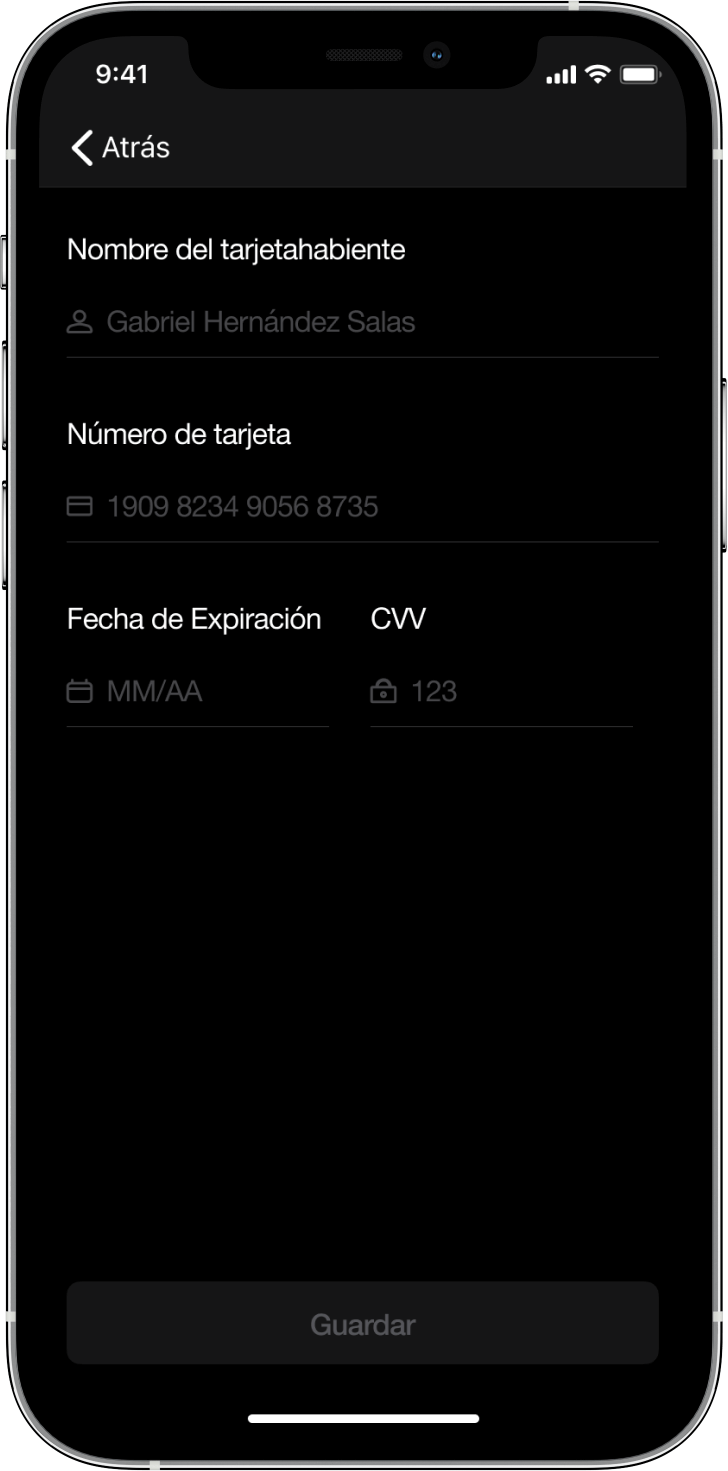 9:41
Atrás
Nombre del tarjetahabiente
Gabriel Hernández Salas
Número de tarjeta
1909 8234 9056 8735
Fecha de Expiración CVV
MM/AA 123
Guardar